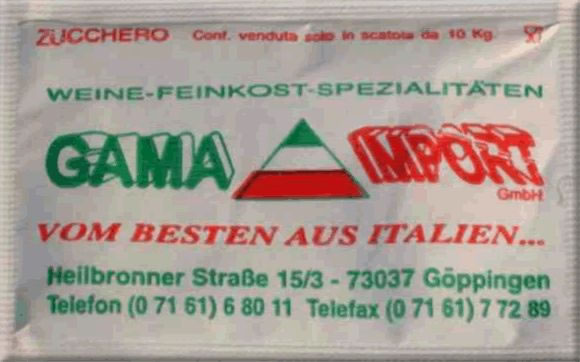 ZUCCHERO Conf. venduta solo in scatola da 10 Kg.
WEINE-FEINKOST-SPEZIALITÄTEN
GAMA IMPORT
GmbH
VOM BESTEN AUS ITALIEN...
Heilbronner Straße 15/3 - 73037 Göppingen
Telefon (0 71 61) 6 80 11 Telefax (0 71 61) 7 72 89